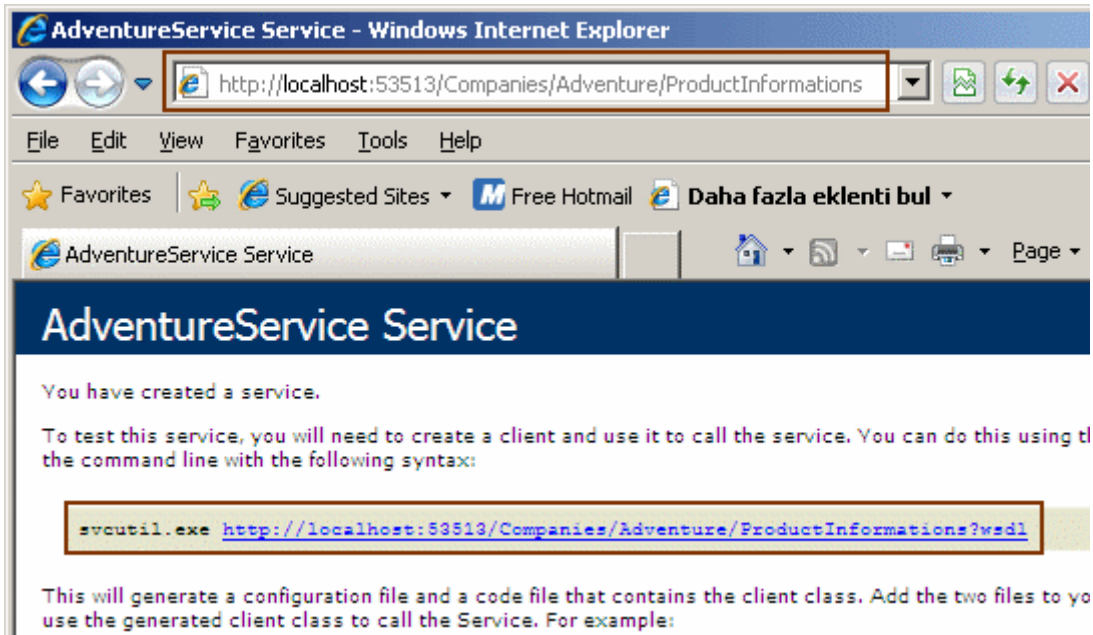 AdventureService Service - Windows Internet Explorer
http://localhost:53513/Companies/Adventure/ProductInformations
File Edit View Favorites Tools Help
Favorites Suggested Sites Free Hotmail Daha fazla eklenti bul
AdventureService Service Page
AdventureService Service
You have created a service.
To test this service, you will need to create a client and use it to call the service. You can do this using
the command line with the following syntax:
svcutil.exe http://localhost:53513/Companies/Adventure/ProductInformations?wsdl
This will generate a configuration file and a code file that contains the client class. Add the two files to
use the generated client class to call the Service. For example: